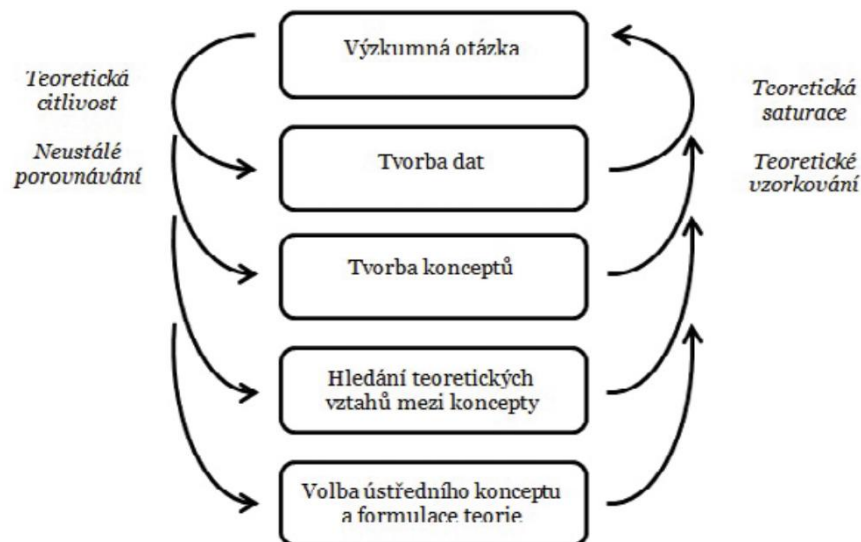 Výzkumná otázka
Teoretická
citlivost
Neustálé
porovnávání
Teoretická
saturace
Teoretické
vzorkování
Tvorba dat
Tvorba konceptů
Hledání teoretických
vztahů mezi koncepty
Volba ústředního konceptu
a formulace teorie